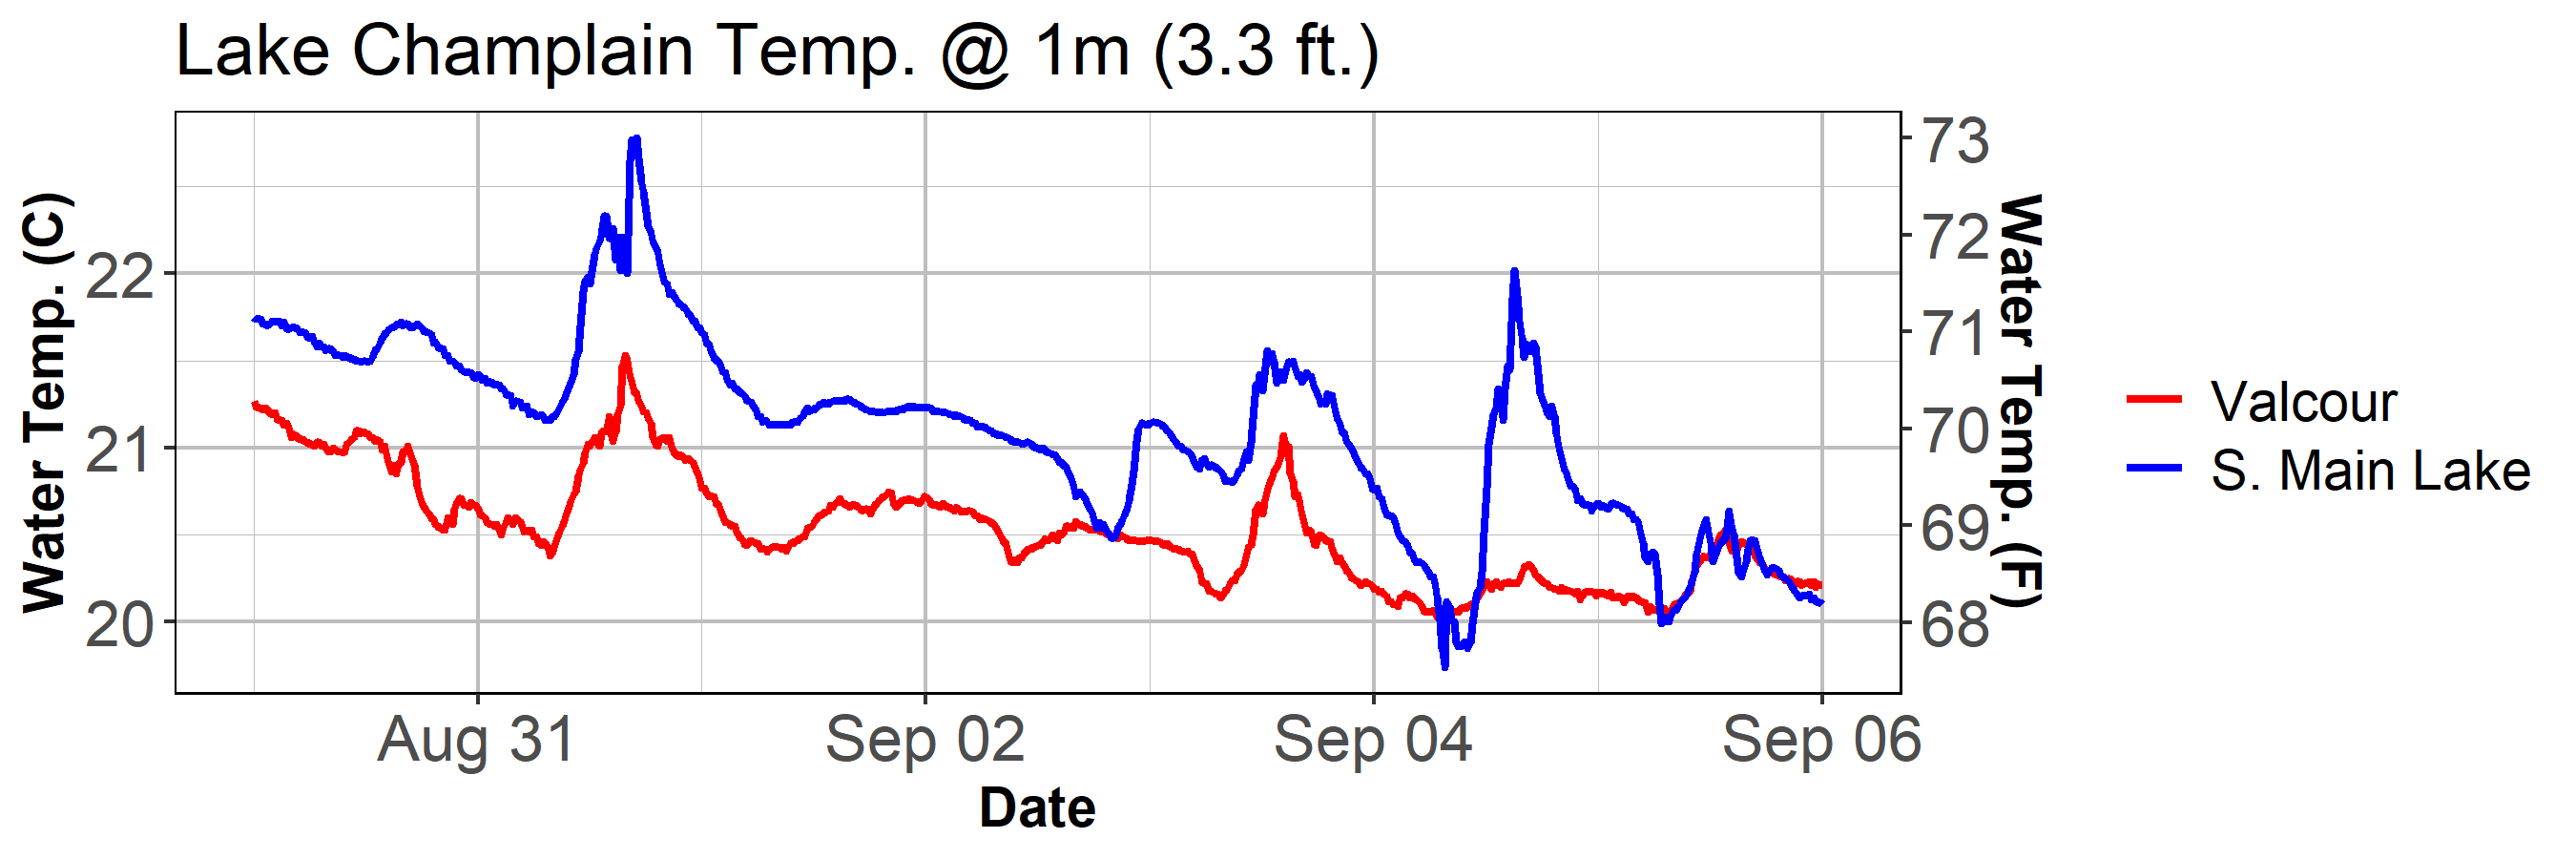 Lake Champlain Temp. @ 1m (3.3 ft.)
Water Temp. (C)
22
21
20
73
72
71
70
69
68
Water Temp. (F)
Aug 31
Sep 02
Sep 04
Sep 06
Date
Valcour
S. Main Lake